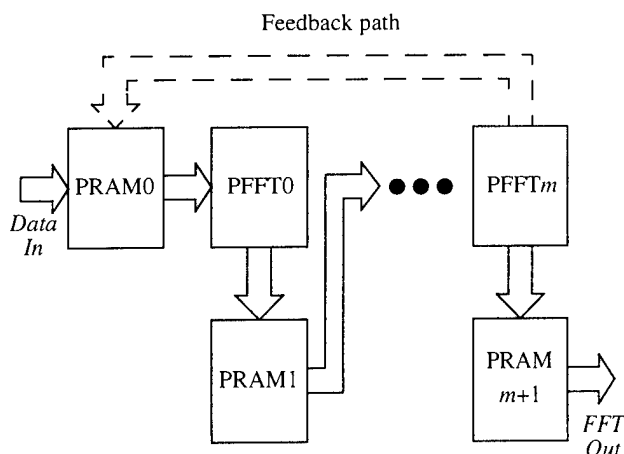 Feedback path
PRAM0
PFFT0
PFFTm
Data
In
PRAM1
PRAM
m+1
FFT
Out